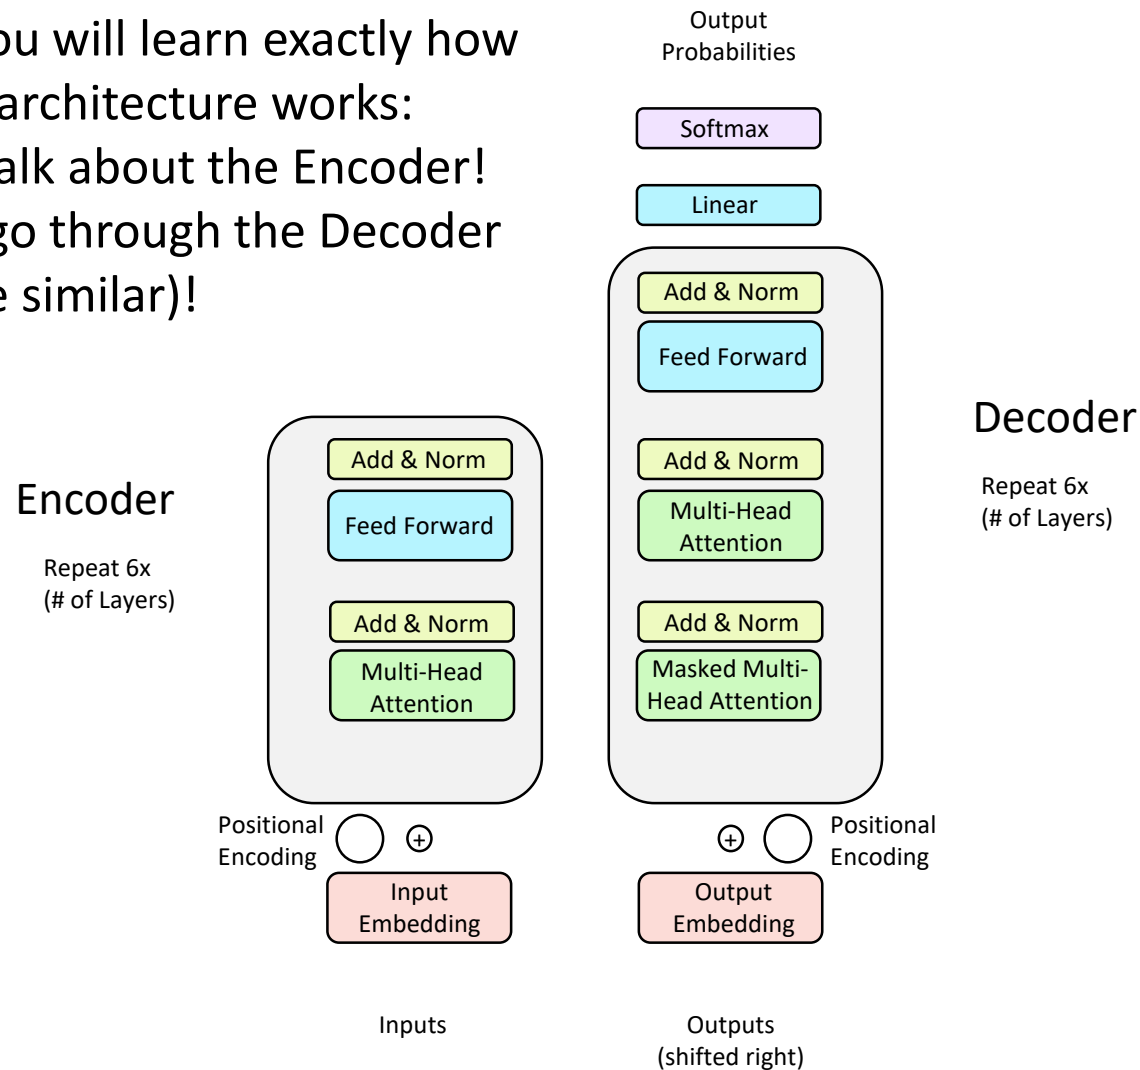 ou will learn exactly how
architecture works:
alk about the Encoder!
go through the Decoder
e similar)!
Output
Probabilities
Softmax
Linear
Add & Norm
Feed Forward
Add & Norm
Multi-Head
Attention
Add & Norm
Masked Multi-
Head Attention
Decoder
Repeat 6x
(# of Layers)
Encoder
Repeat 6x
(# of Layers)
Add & Norm
Feed Forward
Add & Norm
Multi-Head
Attention
Positional
Encoding
+
Input
Embedding
Inputs
+
Positional
Encoding
Output
Embedding
Outputs
(shifted right)